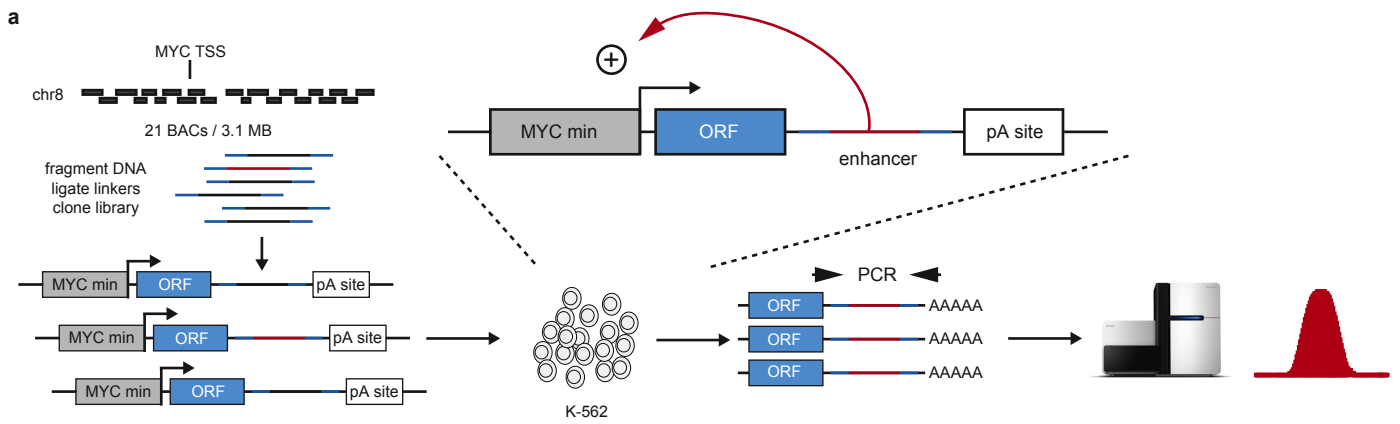 a
MYC TSS
chr8
21 BACs / 3.1 MB
fragment DNA
ligate linkers
clone library
MYC min
ORF
pA site
MYC min
ORF
pA site
MYC min
ORF
pA site
+
MYC min
ORF
enhancer
pA site
K-562
PCR
ORF
AAAAA
ORF
AAAAA
ORF
AAAAA